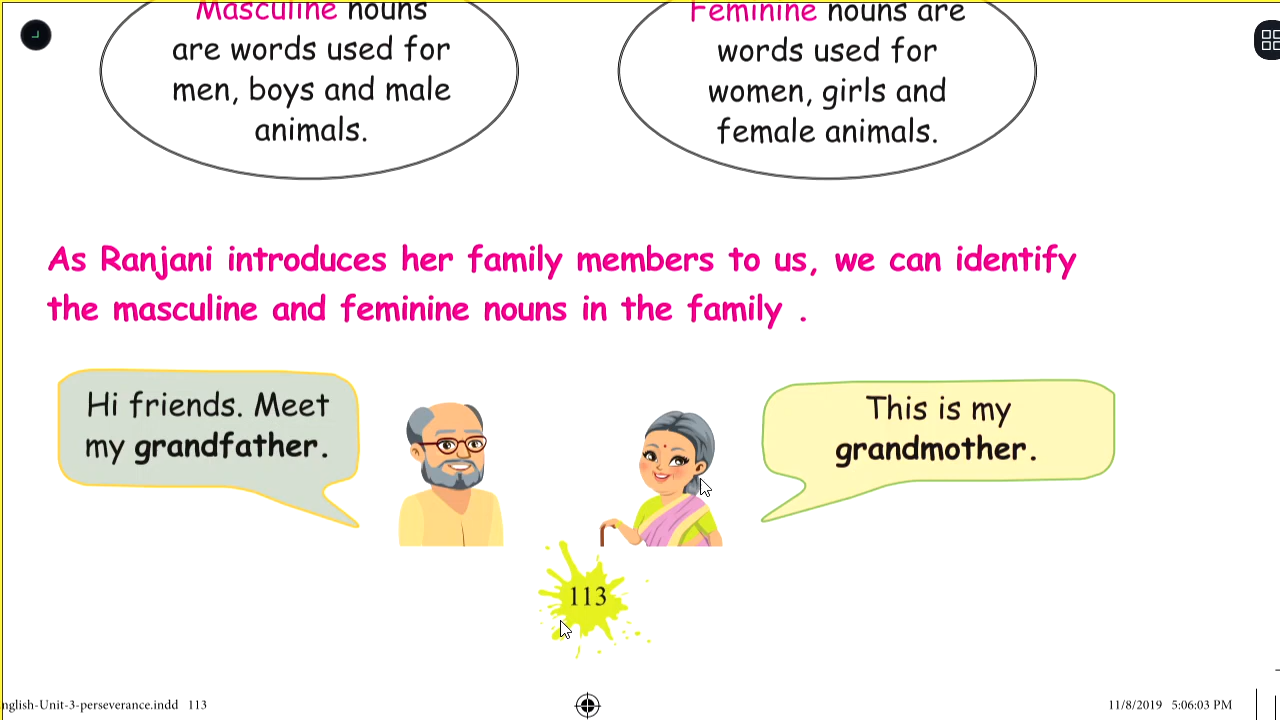 Masculine nouns
are words used for
men, boys and male
animals.
Feminine nouns are
words used for
women, girls and
female animals.
As Ranjani introduces her family members to us, we can identify
the masculine and feminine nouns in the family .
Hi friends. Meet
my grandfather.
This is my
grandmother.
113
nglish-Unit-3-perseverance.indd 113
11/8/2019 5:06:03 PM